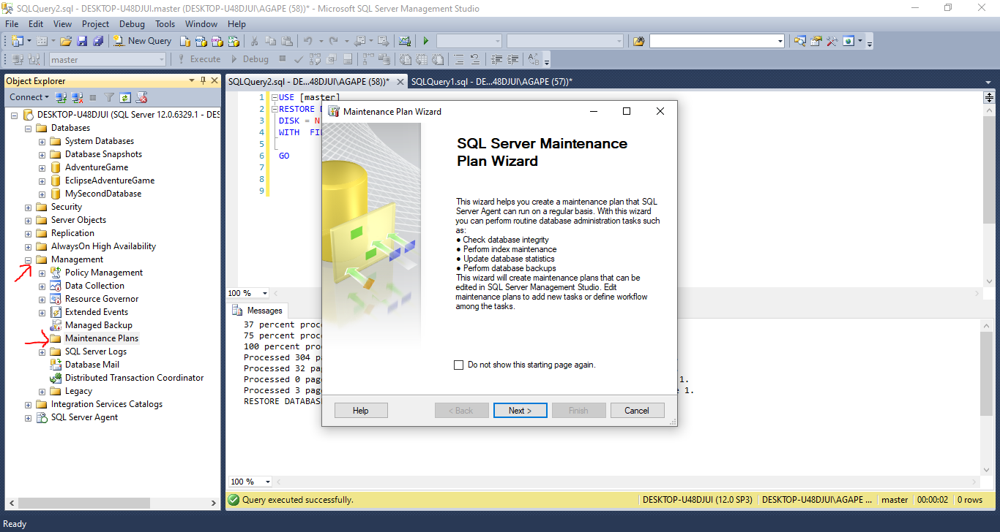 SQLQuery2.sql - DESKTOP-U48DJUI.master (DESKTOP-U48DJUI\AGAPE (58))* - Microsoft SQL Server Management Studio
File Edit View Project Debug Tools Window Help
New Query
master Execute Debug
Object Explorer
Connect
DESKTOP-U48DJUI (SQL Server 12.0.6329.1 - DES
Databases
System Databases
Database Snapshots
AdventureGame
EclipseAdventureGame
MySecondDatabase
Security
Server Objects
Replication
AlwaysOn High Availability
Management
Policy Management
Data Collection
Resource Governor
Extended Events
Managed Backup
Maintenance Plans
SQL Server Logs
Database Mail
Distributed Transaction Coordinator
Legacy
Integration Services Catalogs
SQL Server Agent
SQLQuery2.sql - DE...48DJUI\AGAPE (58))* SQLQuery1.sql - DE...48DJUI\AGAPE (57))*
1 USE [master]
2 RESTORE D
3 DISK = N
4 WITH FI
5
6 GO
7
8
9
100 %
Messages
37 percent proc
75 percent proc
100 percent pro
Processed 304 pa
Processed 32 pag
Processed 0 page 1.
Processed 3 page 1.
RESTORE DATABAS
100 %
Maintenance Plan Wizard
SQL Server Maintenance
Plan Wizard
This wizard helps you create a maintenance plan that SQL
Server Agent can run on a regular basis. With this wizard
you can perform routine database administration tasks such
as:
● Check database integrity
● Perform index maintenance
● Update database statistics
● Perform database backups
This wizard will create maintenance plans that can be
edited in SQL Server Management Studio. Edit
maintenance plans to add new tasks or define workflow
among the tasks.
Do not show this starting page again.
Help < Back Next > Finish Cancel
Query executed successfully. DESKTOP-U48DJUI (12.0 SP3) DESKTOP-U48DJUI\AGAPE ... master 00:00:02 0 rows
Ready